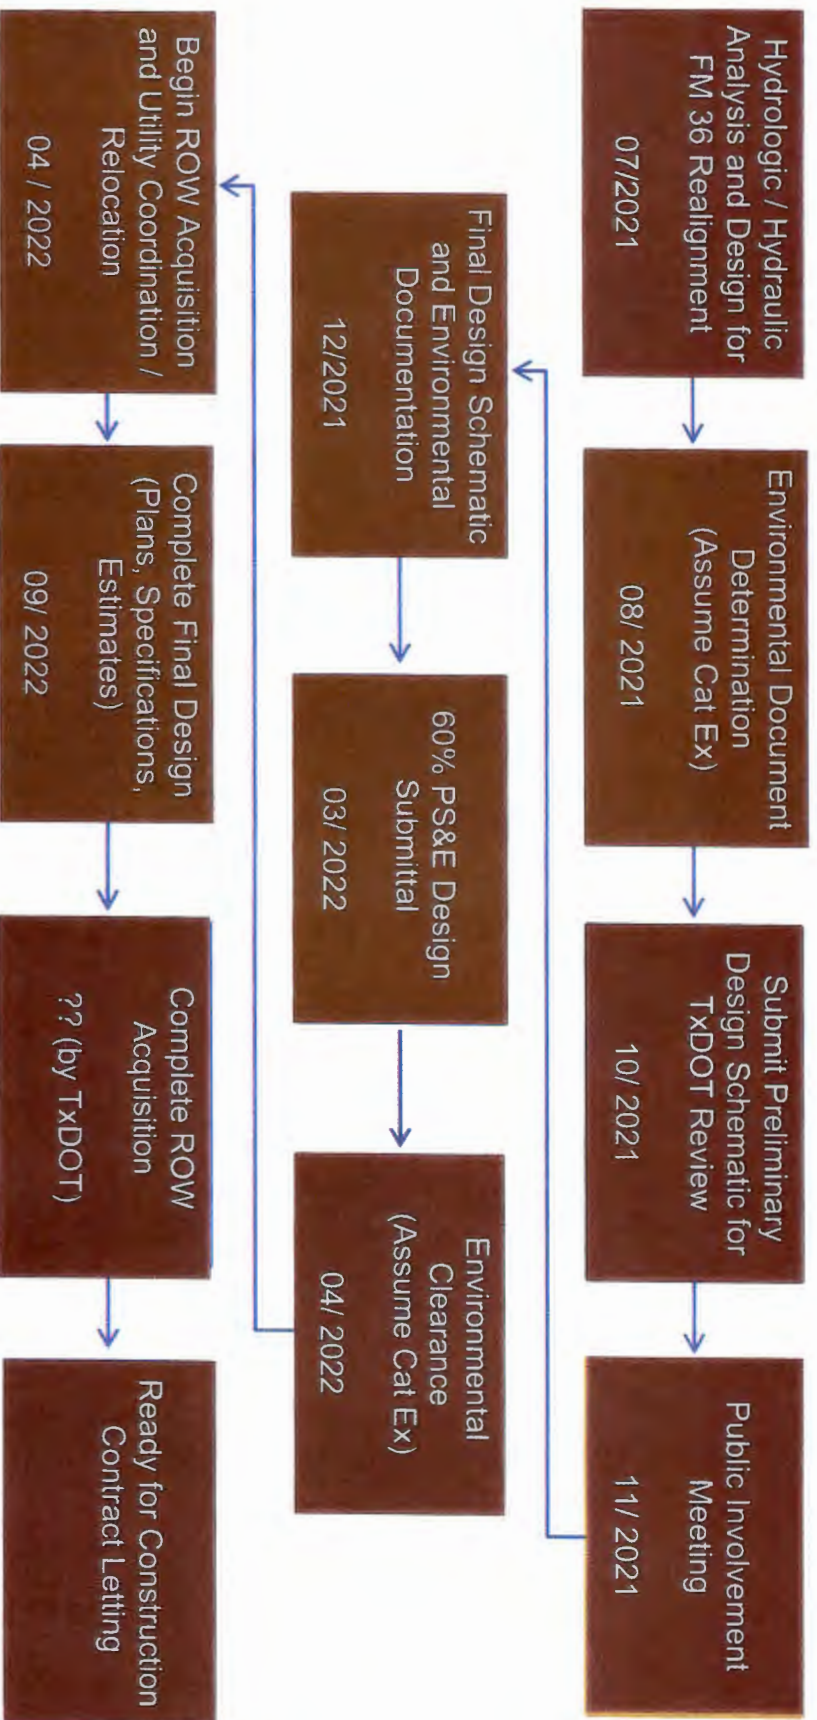 Hydrologic / Hydraulic
Analysis and Design for
FM 36 Realignment
07/2021
Environmental Document
Determination
(Assume Cat Ex)
08/ 2021
Submit Preliminary
Design Schematic for
TxDOT Review
10/ 2021
Public Involvement
Meeting
11/ 2021
Final Design Schematic
and Environmental
Documentation
12/2021
60% PS&E Design
Submittal
03/ 2022
Environmental
Clearance
(Assume Cat Ex)
04/ 2022
Begin ROW Acquisition
and Utility Coordination /
Relocation
04 / 2022
Complete Final Design
(Plans, Specifications,
Estimates)
09/ 2022
Complete ROW
Acquisition
?? (by TxDOT)
Ready for Construction
Contract Letting